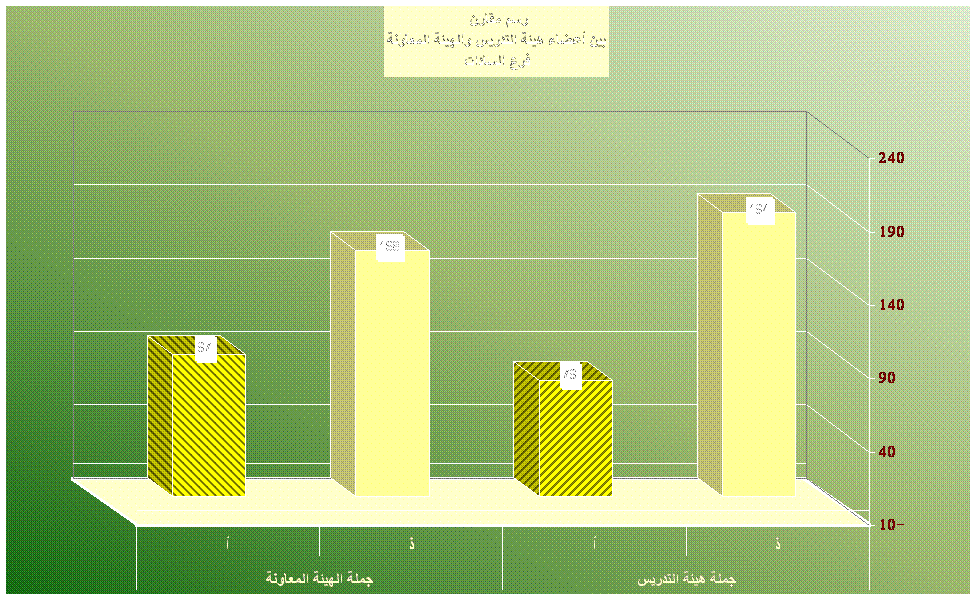 رسم مقارن
بين أعضاء هيئة التدريس والهيئة المعاونة
فرع السادات
240
190
140
90
40
10-
ذ أ ذ أ
جملة هيئة التدريس جملة الهيئة المعاونة